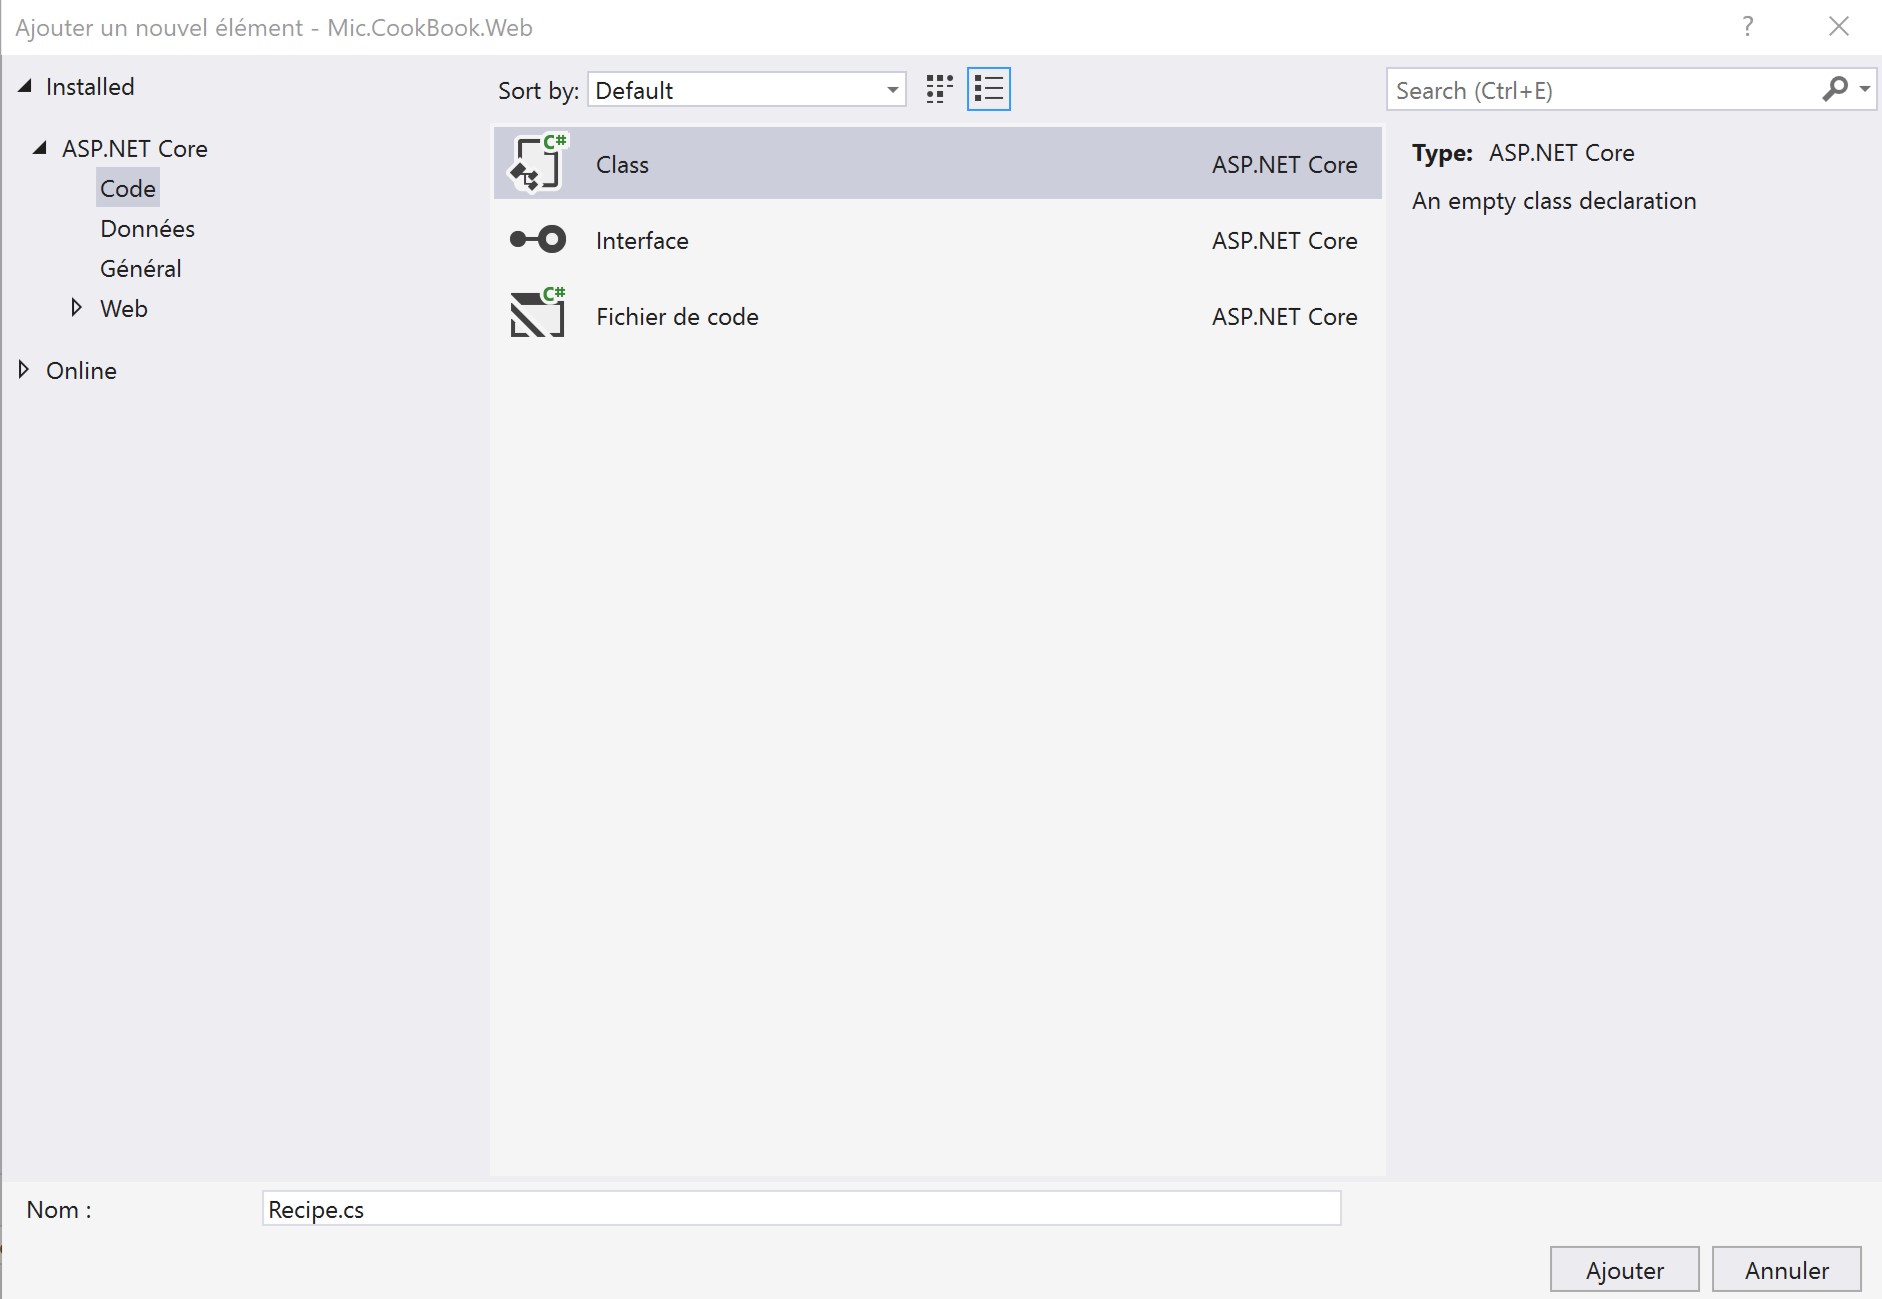 Ajouter un nouvel élément - Mic.CookBook.Web
?
Installed
ASP.NET Core
Code
Données
Général
Web
Online
Sort by: Default
Search (Ctrl+E)
C# Class ASP.NET Core
Interface ASP.NET Core
C# Fichier de code ASP.NET Core
Type: ASP.NET Core
An empty class declaration
Nom : Recipe.cs
Ajouter Annuler